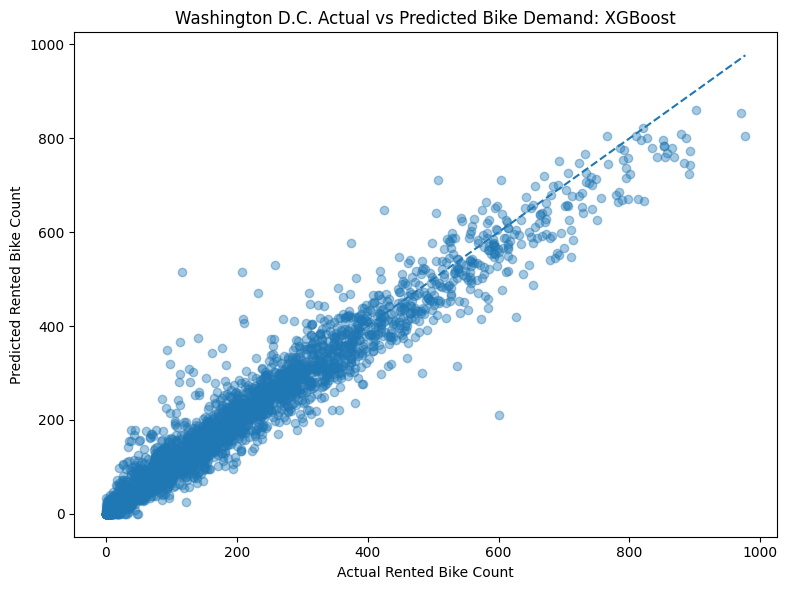 Washington D.C. Actual vs Predicted Bike Demand: XGBoost
1000
800
600
400
200
0
Predicted Rented Bike Count
0 200 400 600 800 1000
Actual Rented Bike Count